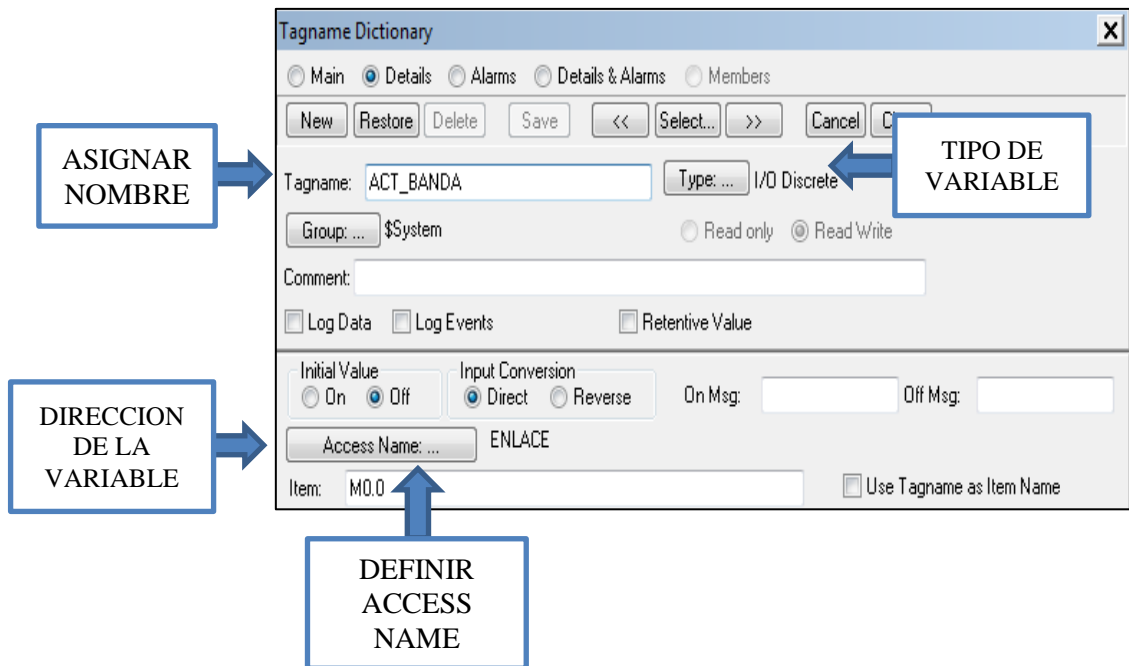 Tagname Dictionary
Main Details Alarms Details & Alarms Members
New Restore Delete Save << Select... >> Cancel
ASIGNAR
NOMBRE
Tagname: ACT_BANDA Type: ... I/O Discrete
TIPO DE
VARIABLE
Group: ... $System Read only Read Write
Comment:
Log Data Log Events Retentive Value
Initial Value Input Conversion
On Off Direct Reverse On Msg: Off Msg:
DIRECCION
DE LA
VARIABLE
Access Name: ... ENLACE
Item: M0.0 Use Tagname as Item Name
DEFINIR
ACCESS
NAME